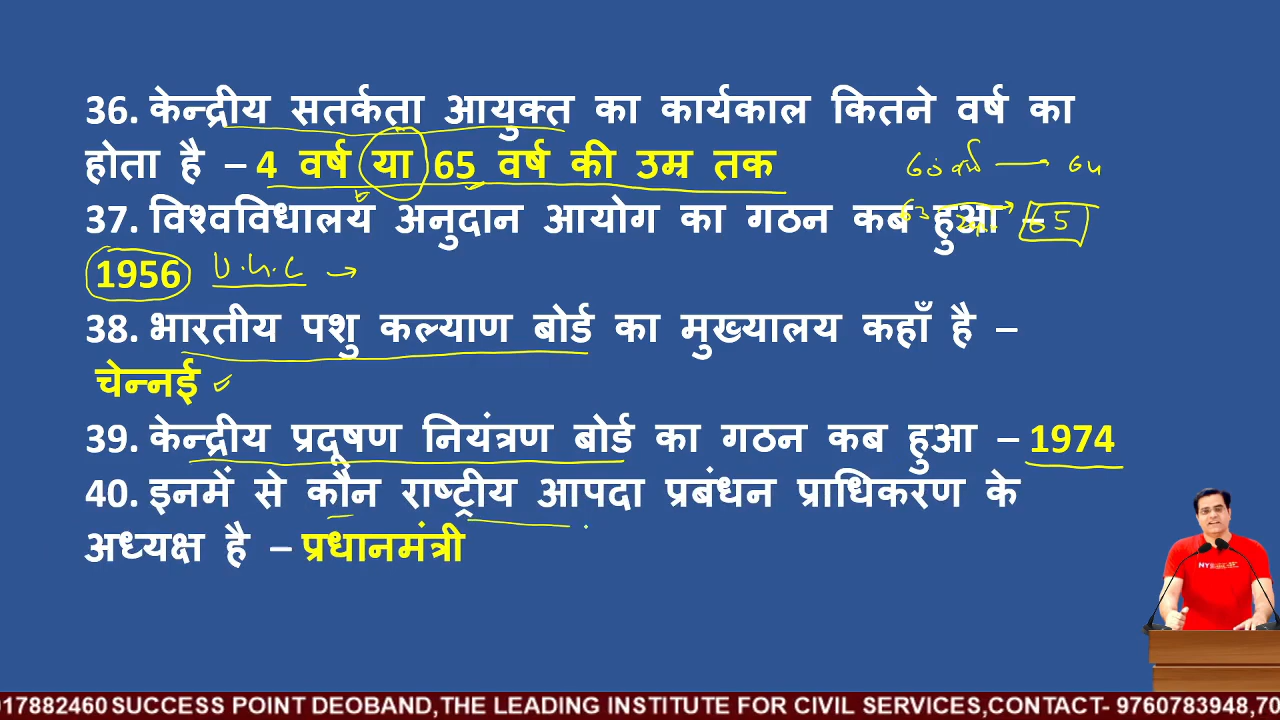 36. केन्द्रीय सतर्कता आयुक्त का कार्यकाल कितने वर्ष का
होता है – 4 वर्ष या 65 वर्ष की उम्र तक
37. विश्वविधालय अनुदान आयोग का गठन कब हुआ –
65
1956 U.G.C →
38. भारतीय पशु कल्याण बोर्ड का मुख्यालय कहाँ है –
चेन्नई
39. केन्द्रीय प्रदूषण नियंत्रण बोर्ड का गठन कब हुआ – 1974
40. इनमें से कौन राष्ट्रीय आपदा प्रबंधन प्राधिकरण के
अध्यक्ष है – प्रधानमंत्री
017882460 SUCCESS POINT DEOBAND,THE LEADING INSTITUTE FOR CIVIL SERVICES,CONTACT- 9760783948,70